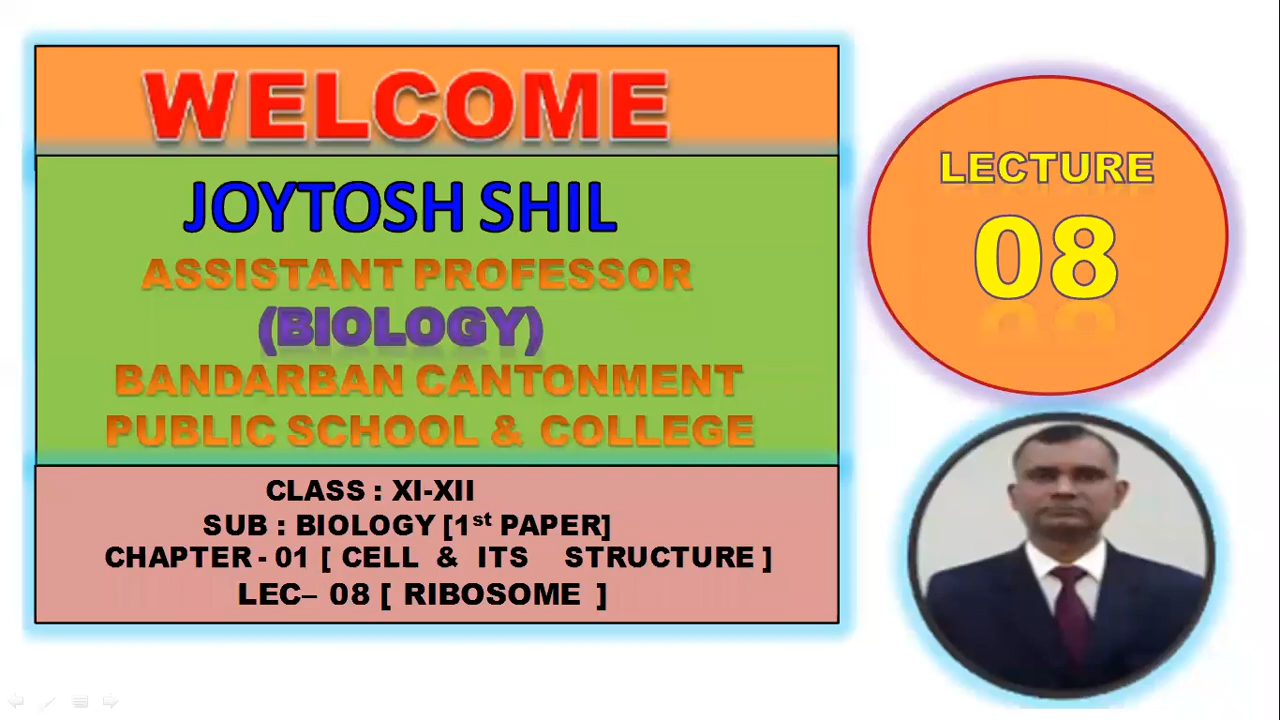 WELCOME
JOYTOSH SHIL
ASSISTANT PROFESSOR
(BIOLOGY)
BANDARBAN CANTONMENT
PUBLIC SCHOOL & COLLEGE
CLASS : XI-XII
SUB : BIOLOGY [1st PAPER]
CHAPTER - 01 [ CELL & ITS STRUCTURE ]
LEC– 08 [ RIBOSOME ]
LECTURE
08